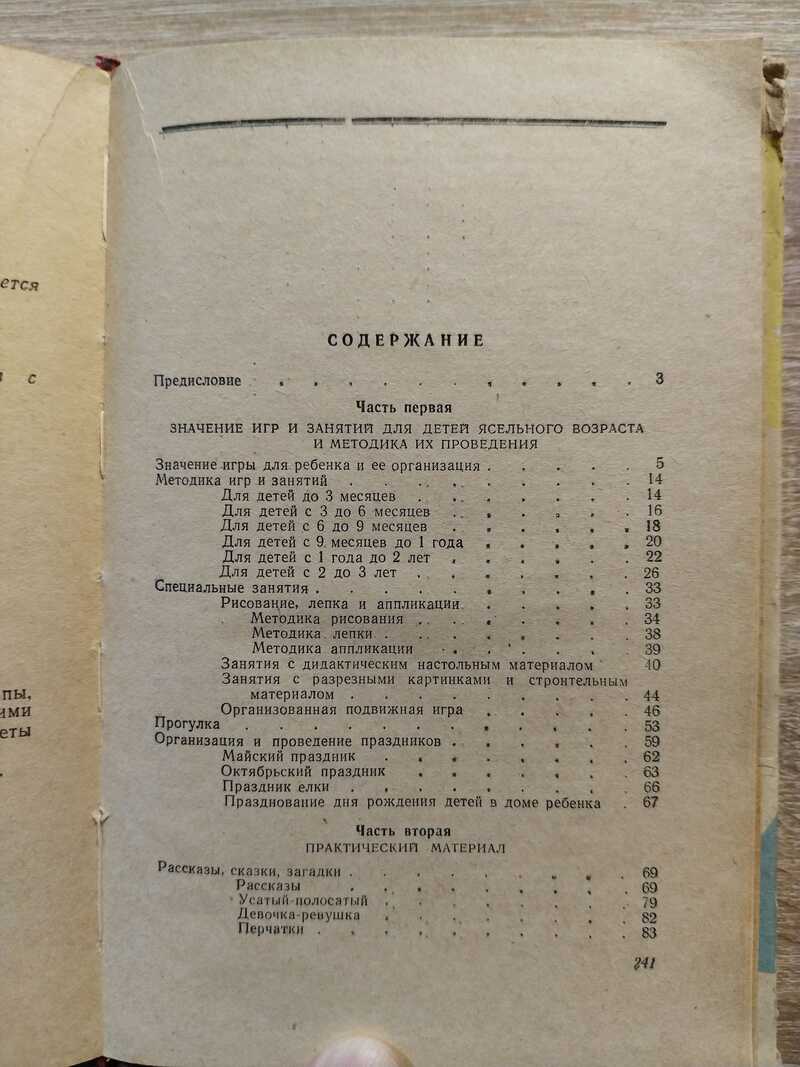 ется
с
пы,
ими
еты
СОДЕРЖАНИЕ
Предисловие . . . . . . . . . . . 3
Часть первая
ЗНАЧЕНИЕ ИГР И ЗАНЯТИЙ ДЛЯ ДЕТЕЙ ЯСЕЛЬНОГО ВОЗРАСТА
И МЕТОДИКА ИХ ПРОВЕДЕНИЯ
Значение игры для ребенка и ее организация . . . . . 5
Методика игр и занятий . . . . . . . . . 14
Для детей до 3 месяцев . . . . . . . 14
Для детей с 3 до 6 месяцев . . . . . . 16
Для детей с 6 до 9 месяцев . . . . . . 18
Для детей с 9 месяцев до 1 года . . . . . 20
Для детей с 1 года до 2 лет . . . . . . 22
Для детей с 2 до 3 лет . . . . . . . 26
Специальные занятия . . . . . . . . . 33
Рисование, лепка и аппликации . . . . . 33
Методика рисования . . . . . . . 34
Методика лепки . . . . . . . . 38
Методика аппликации . . . . . . 39
Занятия с дидактическим настольным материалом 40
Занятия с разрезными картинками и строительным
материалом . . . . . . . . . 44
Организованная подвижная игра . . . . . 46
Прогулка . . . . . . . . . . . . 53
Организация и проведение праздников . . . . . . 59
Майский праздник . . . . . . . 62
Октябрьский праздник . . . . . . 63
Праздник елки . . . . . . . . 66
Празднование дня рождения детей в доме ребенка . 67
Часть вторая
ПРАКТИЧЕСКИЙ МАТЕРИАЛ
Рассказы, сказки, загадки . . . . . . . . 69
Рассказы . . . . . . . . 69
Усатый-полосатый . . . . . . . 79
Девочка-ревушка . . . . . . . 82
Перчатки . . . . . . . . . 83
241